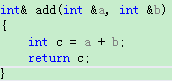 int& add(int &a, int &b)
{
    int c = a + b;
    return c;
}